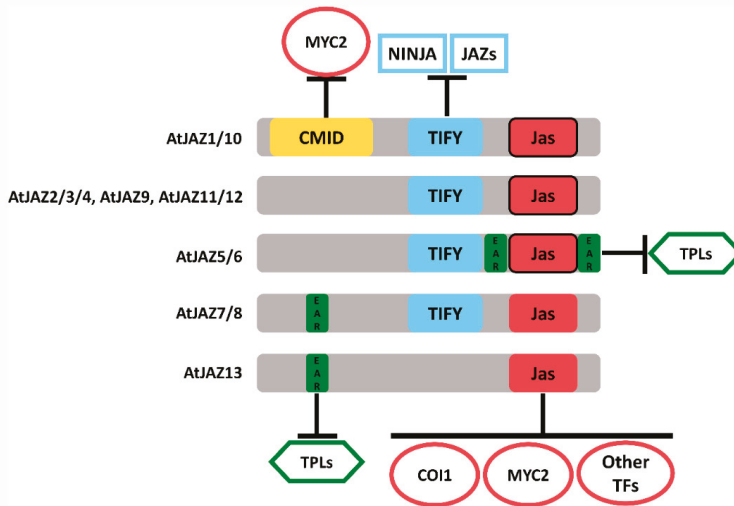 MYC2
NINJA JAZs
AtJAZ1/10 CMID TIFY Jas
AtJAZ2/3/4, AtJAZ9, AtJAZ11/12 TIFY Jas
AtJAZ5/6 TIFY EAR Jas EAR TPLs
AtJAZ7/8 EAR TIFY Jas
AtJAZ13 EAR Jas
TPLs COI1 MYC2 Other
TFs